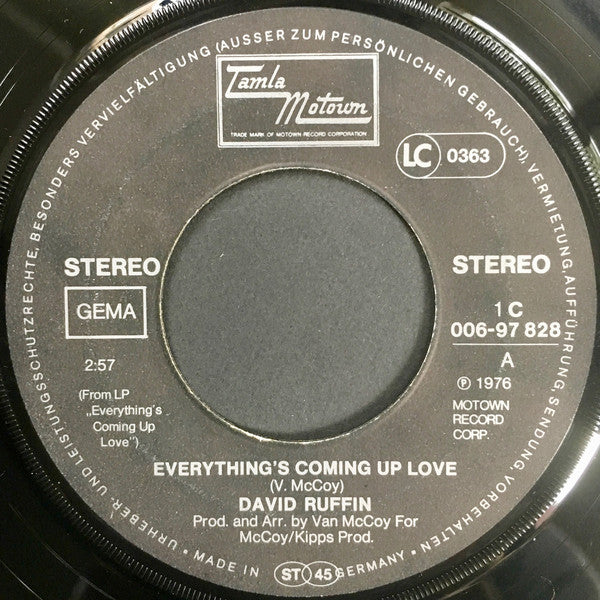 URHEBER- UND LEISTUNGSSCHUTZRECHTE, BESONDERS VERVIELFÄLTIGUNG (AUSSER ZUM PERSÖNLICHEN GEBRAUCH), VERMIETUNG, AUFFÜHRUNG, SENDUNG, VORBEHALTEN
Tamla
Motown
TRADE MARK OF MOTOWN RECORD CORPORATION
LC 0363
STEREO
GEMA
2:57
(From LP
„Everything's
Coming Up
Love")
STEREO
1 C
006-97 828
A
℗ 1976
MOTOWN
RECORD
CORP.
EVERYTHING'S COMING UP LOVE
(V. McCoy)
DAVID RUFFIN
Prod. and Arr. by Van McCoy For
McCoy/Kipps Prod.
• MADE IN ST 45 GERMANY •